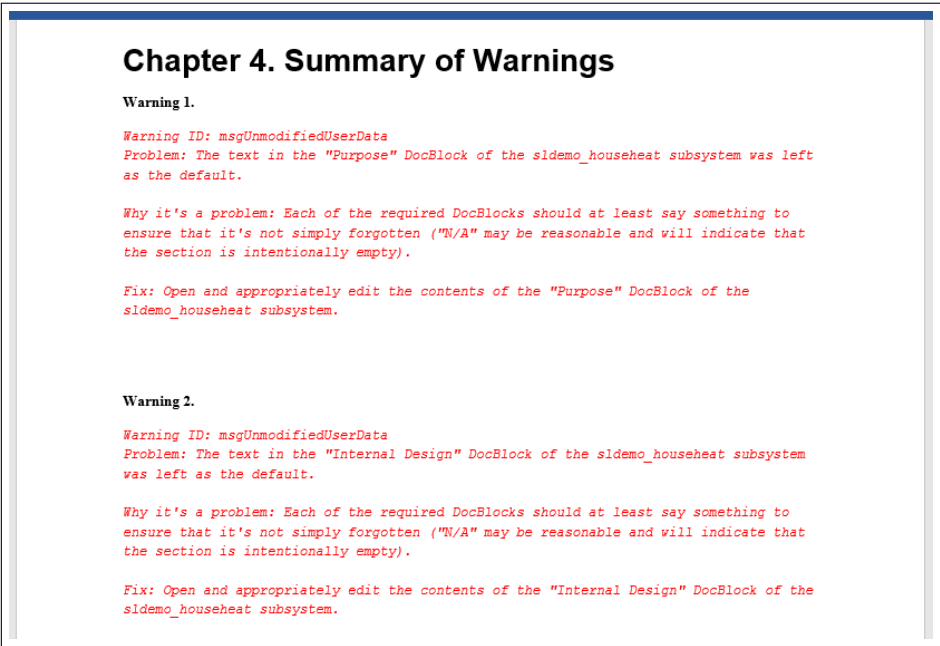 Chapter 4. Summary of Warnings
Warning 1.
Warning ID: msgUnmodifiedUserData
Problem: The text in the "Purpose" DocBlock of the sldemo_househeat subsystem was left
as the default.
Why it's a problem: Each of the required DocBlocks should at least say something to
ensure that it's not simply forgotten ("N/A" may be reasonable and will indicate that
the section is intentionally empty).
Fix: Open and appropriately edit the contents of the "Purpose" DocBlock of the
sldemo_househeat subsystem.
Warning 2.
Warning ID: msgUnmodifiedUserData
Problem: The text in the "Internal Design" DocBlock of the sldemo_househeat subsystem
was left as the default.
Why it's a problem: Each of the required DocBlocks should at least say something to
ensure that it's not simply forgotten ("N/A" may be reasonable and will indicate that
the section is intentionally empty).
Fix: Open and appropriately edit the contents of the "Internal Design" DocBlock of the
sldemo_househeat subsystem.